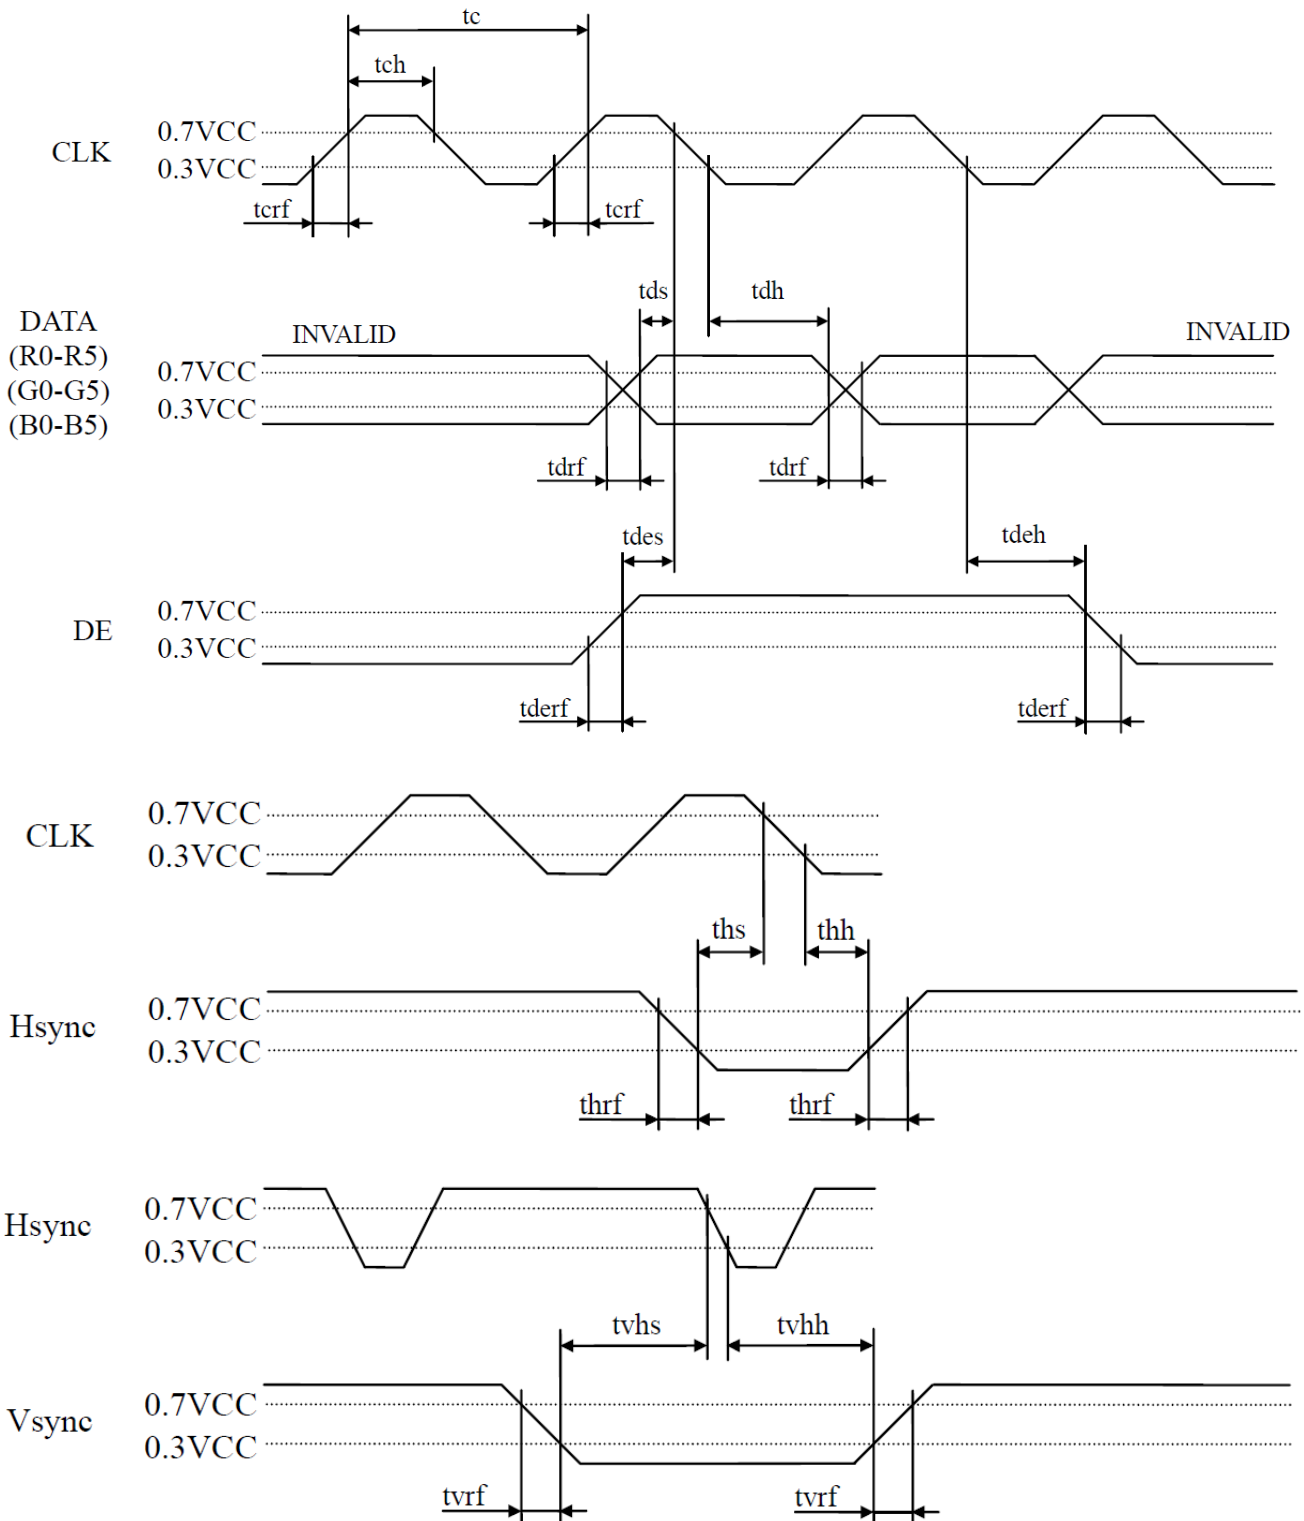 tc
tch
0.7VCC
CLK
0.3VCC
tcrf
tcrf
tds
tdh
DATA
INVALID
INVALID
(R0-R5)
0.7VCC
(G0-G5)
0.3VCC
(B0-B5)
tdrf
tdrf
tdes
tdeh
0.7VCC
DE
0.3VCC
tderf
tderf
0.7VCC
CLK
0.3VCC
ths
thh
0.7VCC
Hsync
0.3VCC
thrf
thrf
0.7VCC
Hsync
0.3VCC
tvhs
tvhh
0.7VCC
Vsync
0.3VCC
tvrf
tvrf